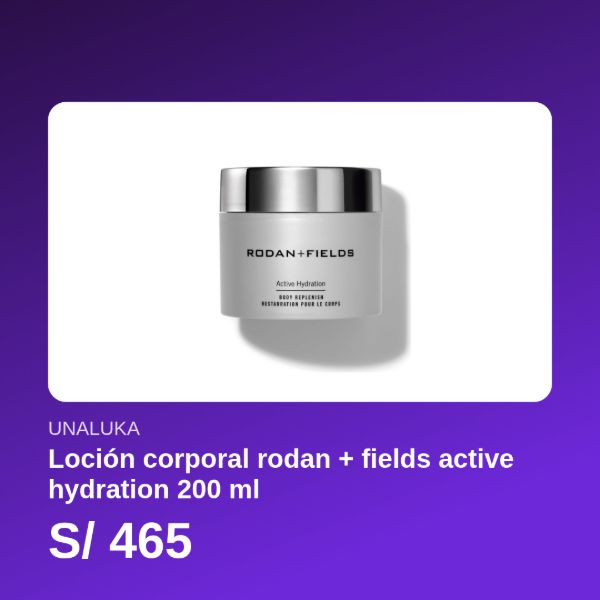 RODAN+FIELDS
Active Hydration
BODY REPLENISH
RESTAURATION POUR LE CORPS
UNALUKA
Loción corporal rodan + fields active
hydration 200 ml
S/ 465